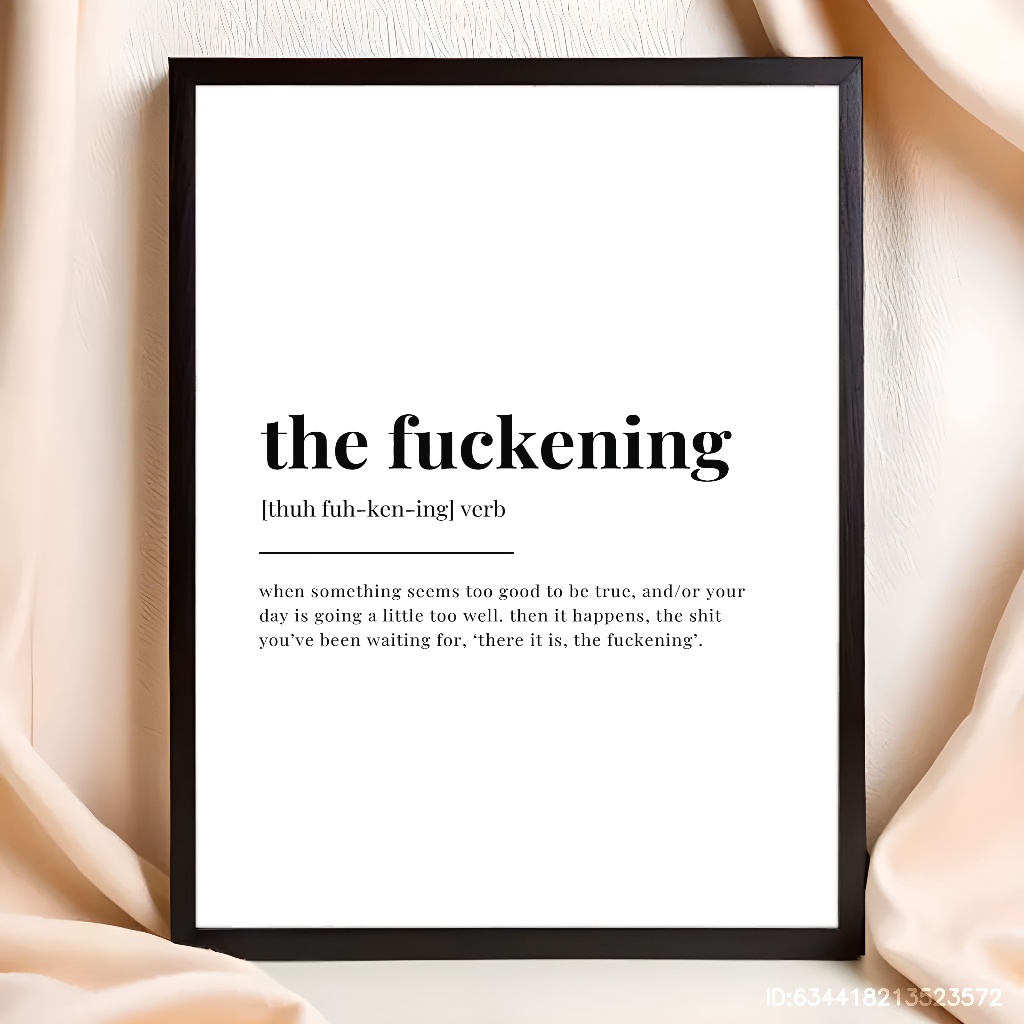 the fuckening
[thuh fuh-ken-ing] verb
when something seems too good to be true, and/or your
day is going a little too well. then it happens, the shit
you've been waiting for, ‘there it is, the fuckening’.
ID:634418213523572